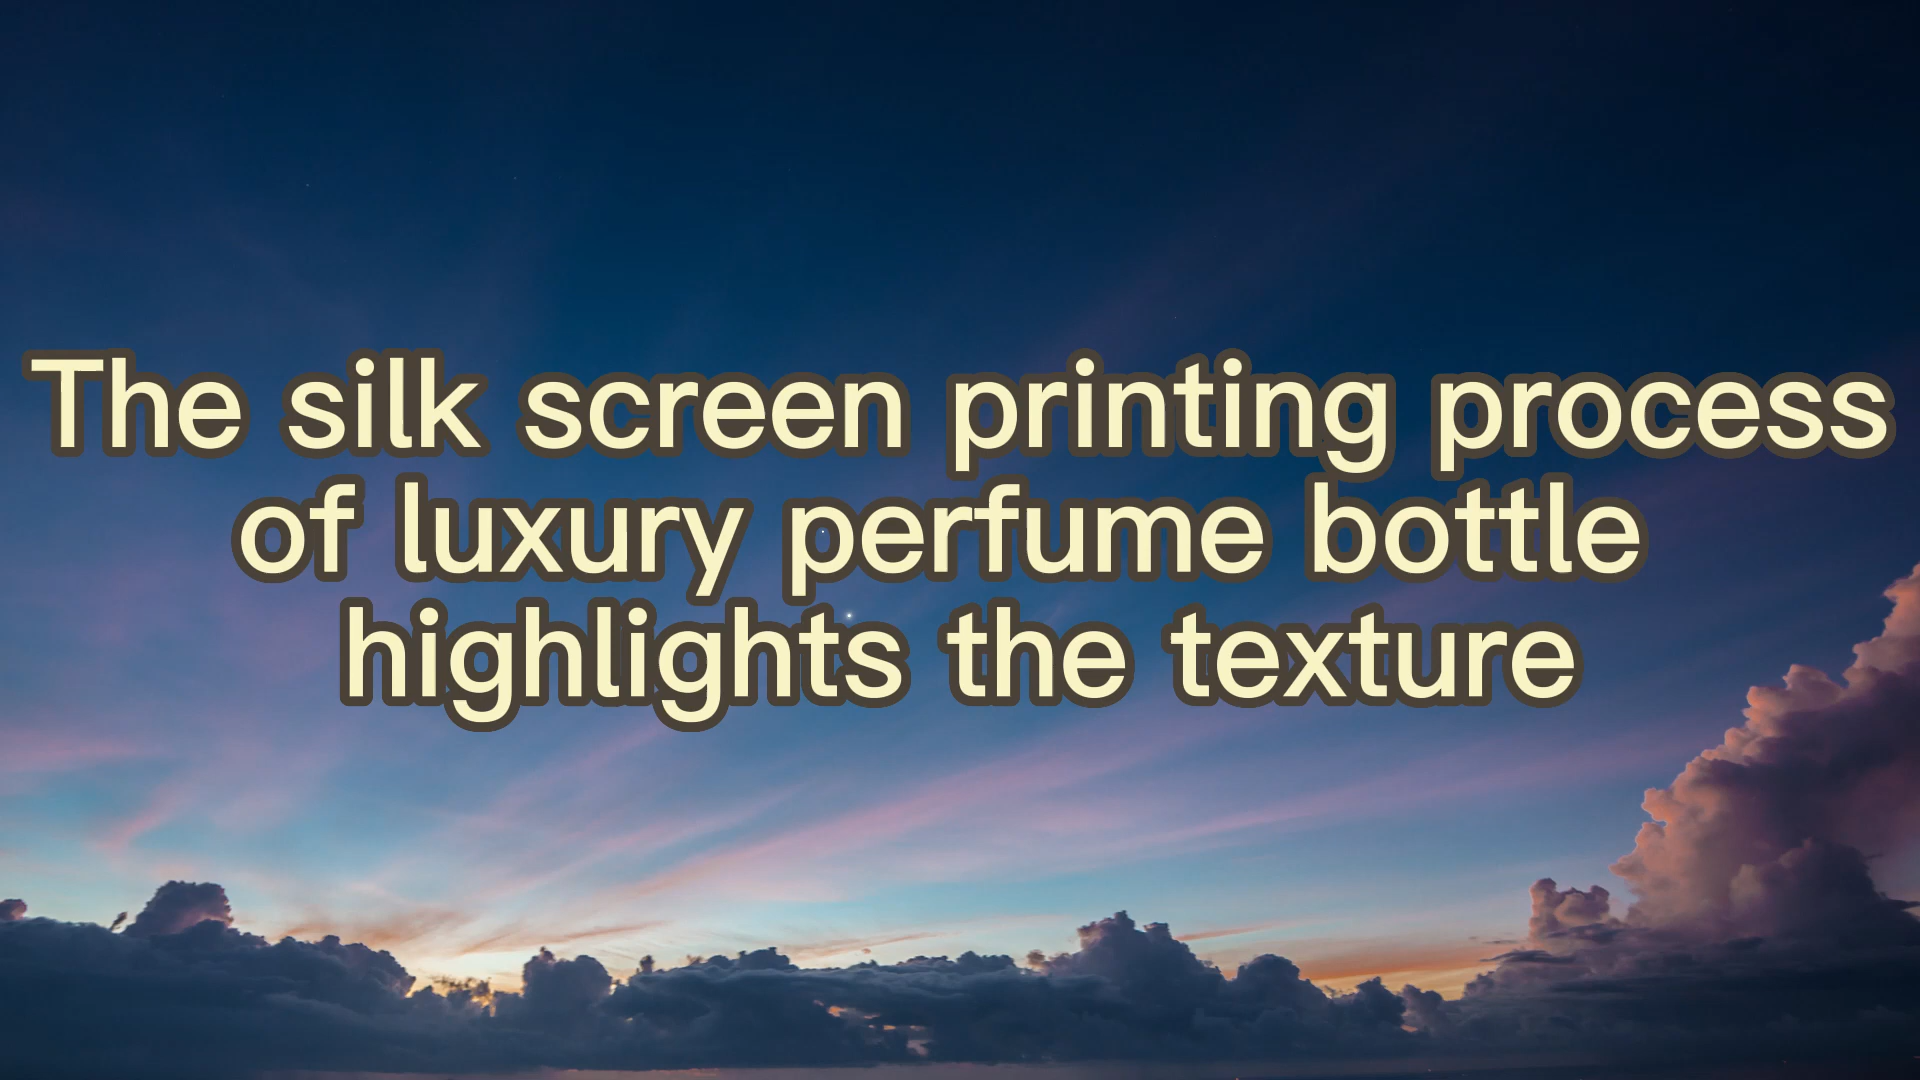 The silk screen printing process
of luxury perfume bottle
highlights the texture